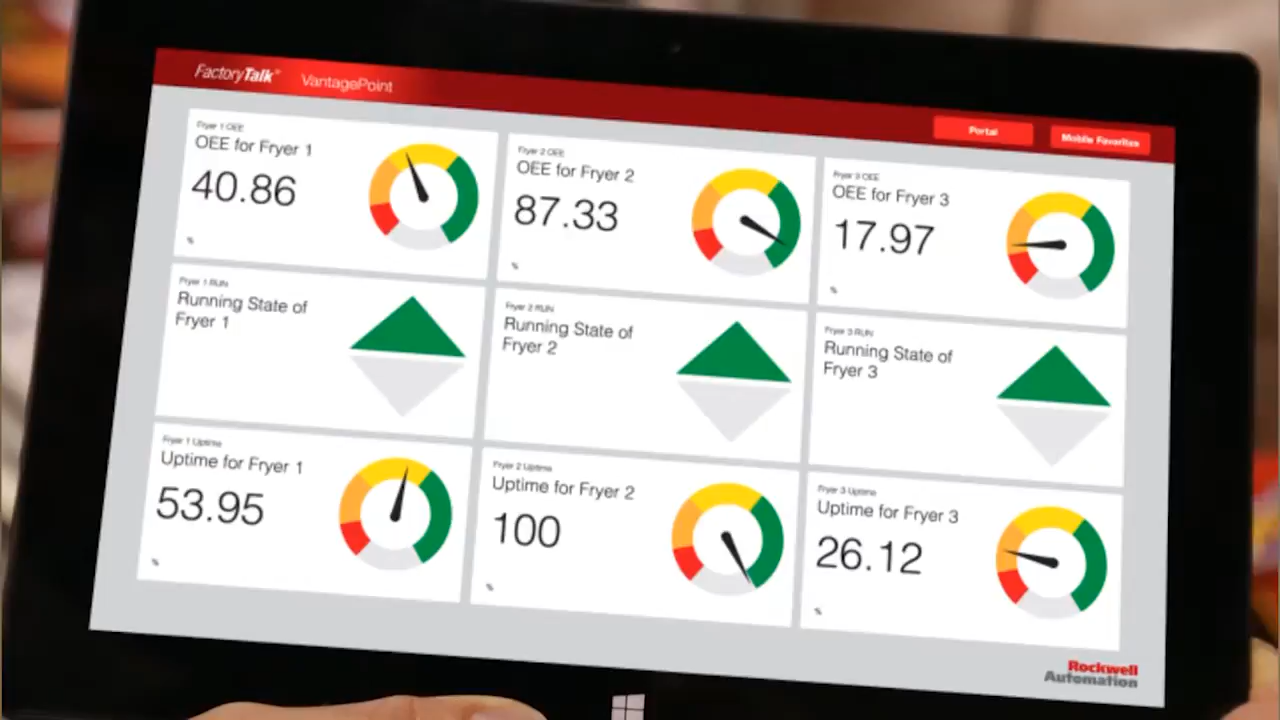 FactoryTalk® VantagePoint
Portal
Mobile Favorites
Fryer 1 OEE
OEE for Fryer 1
40.86
%
Fryer 2 OEE
OEE for Fryer 2
87.33
%
Fryer 3 OEE
OEE for Fryer 3
17.97
%
Fryer 1 RUN
Running State of
Fryer 1
Fryer 2 RUN
Running State of
Fryer 2
Fryer 3 RUN
Running State of
Fryer 3
Fryer 1 Uptime
Uptime for Fryer 1
53.95
%
Fryer 2 Uptime
Uptime for Fryer 2
100
%
Fryer 3 Uptime
Uptime for Fryer 3
26.12
%
Rockwell
Automation